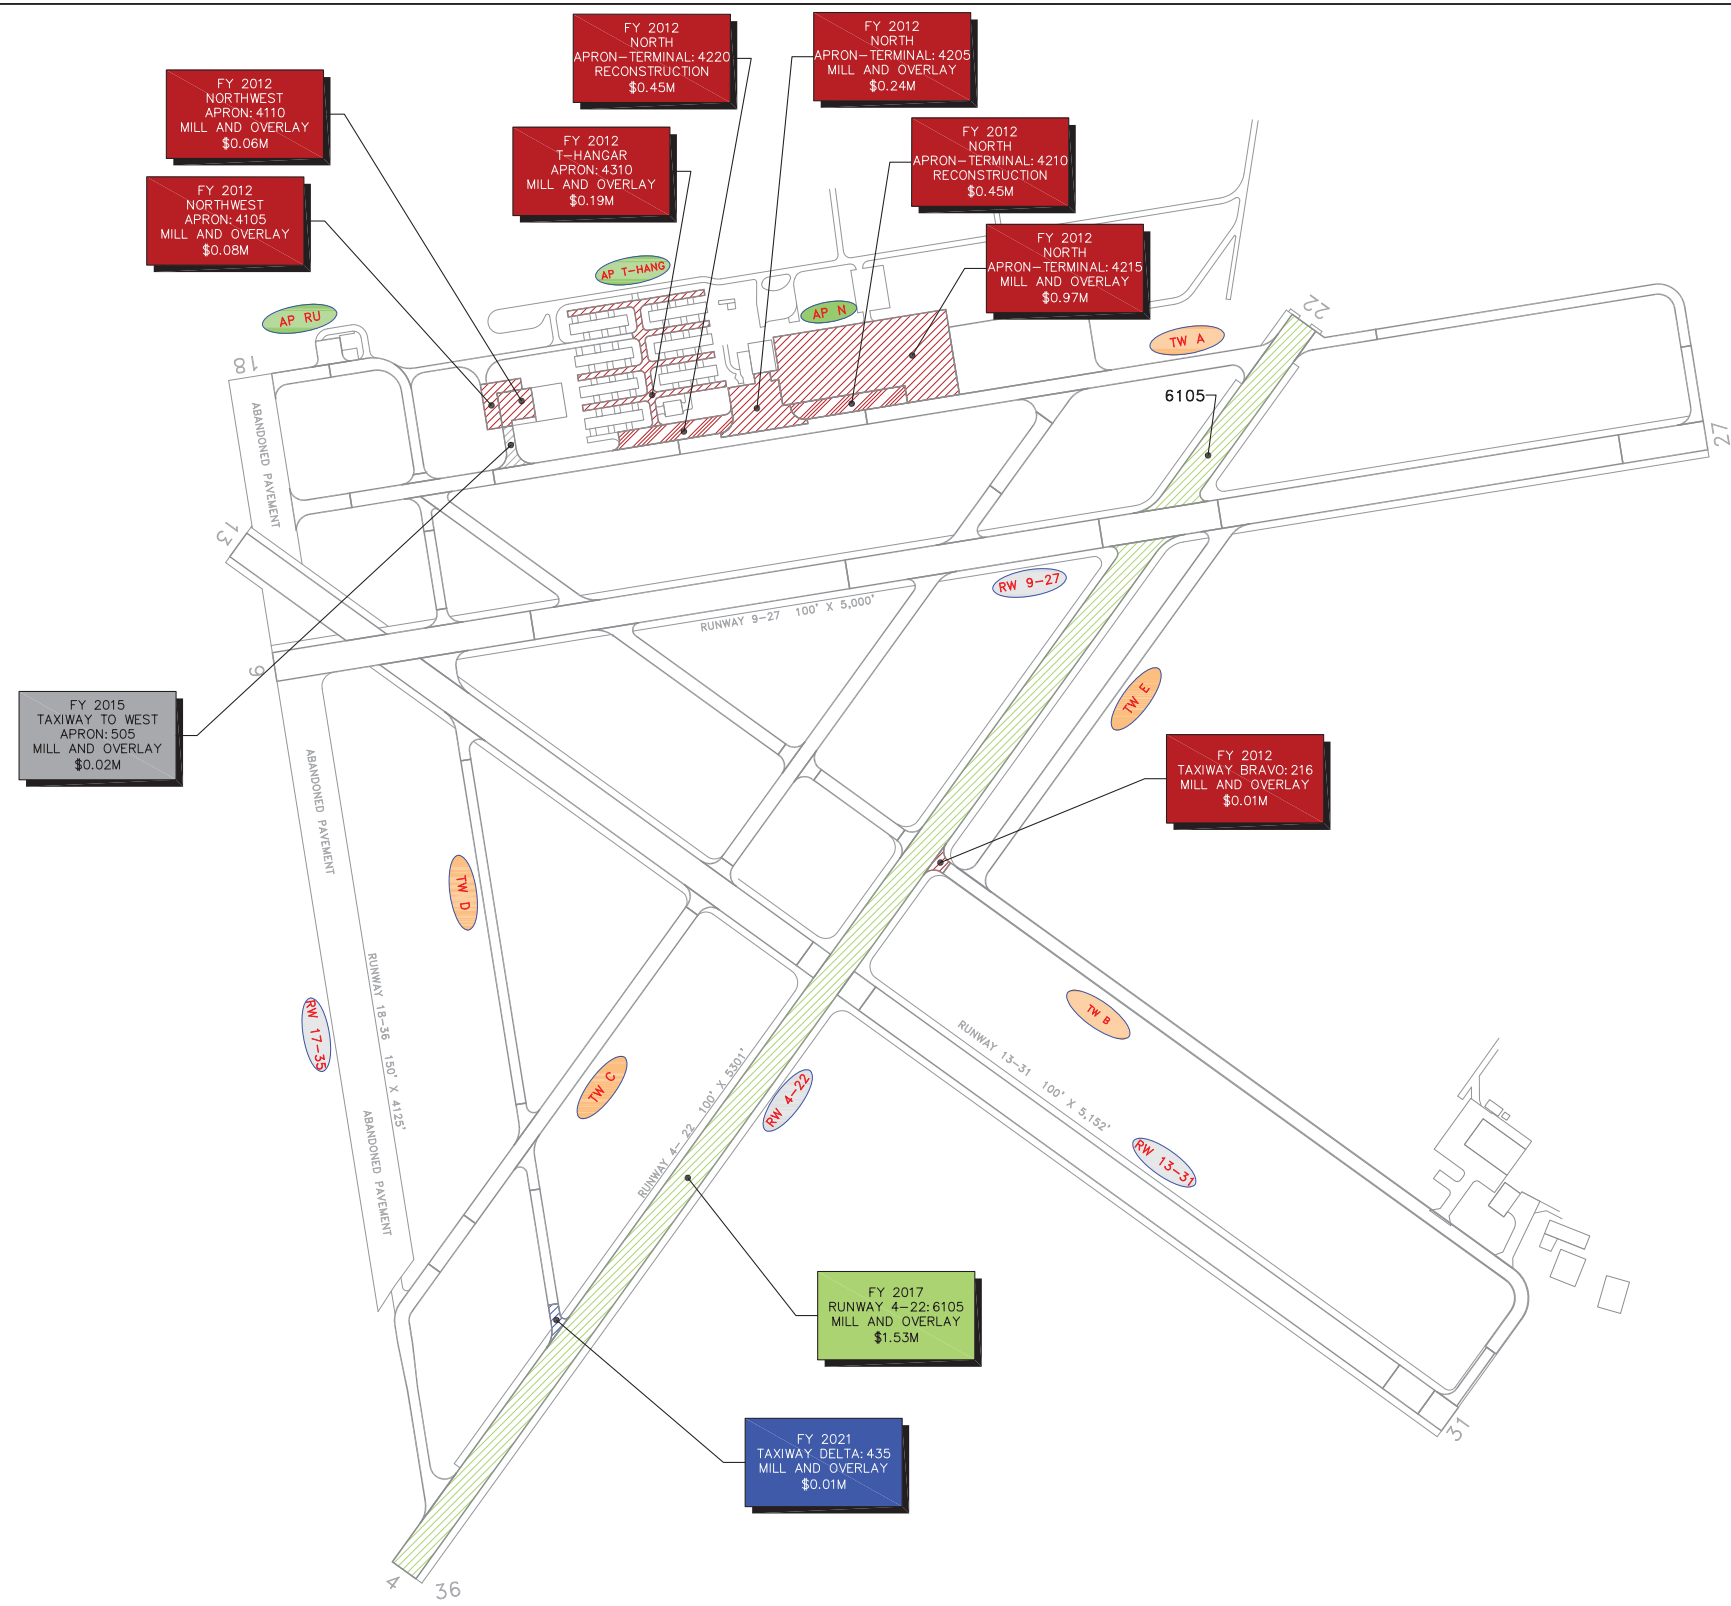 FY 2012
NORTH
APRON-TERMINAL: 4220
RECONSTRUCTION
$0.45M
FY 2012
NORTH
APRON-TERMINAL: 4205
MILL AND OVERLAY
$0.24M
FY 2012
NORTHWEST
APRON: 4110
MILL AND OVERLAY
$0.06M
FY 2012
T-HANGAR
APRON: 4310
MILL AND OVERLAY
$0.19M
FY 2012
NORTH
APRON-TERMINAL: 4210
RECONSTRUCTION
$0.45M
FY 2012
NORTHWEST
APRON: 4105
MILL AND OVERLAY
$0.08M
FY 2012
NORTH
APRON-TERMINAL: 4215
MILL AND OVERLAY
$0.97M
AP T-HANG
AP RU
AP N
22
TW A
18
6105
27
ABANDONED PAVEMENT
13
RW 9-27
RUNWAY 9-27 100' X 5,000'
9
TW E
FY 2015
TAXIWAY TO WEST
APRON: 505
MILL AND OVERLAY
$0.02M
FY 2012
TAXIWAY BRAVO: 216
MILL AND OVERLAY
$0.01M
ABANDONED PAVEMENT
TW D
RUNWAY 18-36 150' X 4125'
RW 17-35
TW B
TW C
RUNWAY 4- 22 100' X 5301'
RW 4-22
RUNWAY 13-31 100' X 5,152'
RW 13-31
ABANDONED PAVEMENT
FY 2017
RUNWAY 4-22: 6105
MILL AND OVERLAY
$1.53M
FY 2021
TAXIWAY DELTA: 435
MILL AND OVERLAY
$0.01M
31
4
36